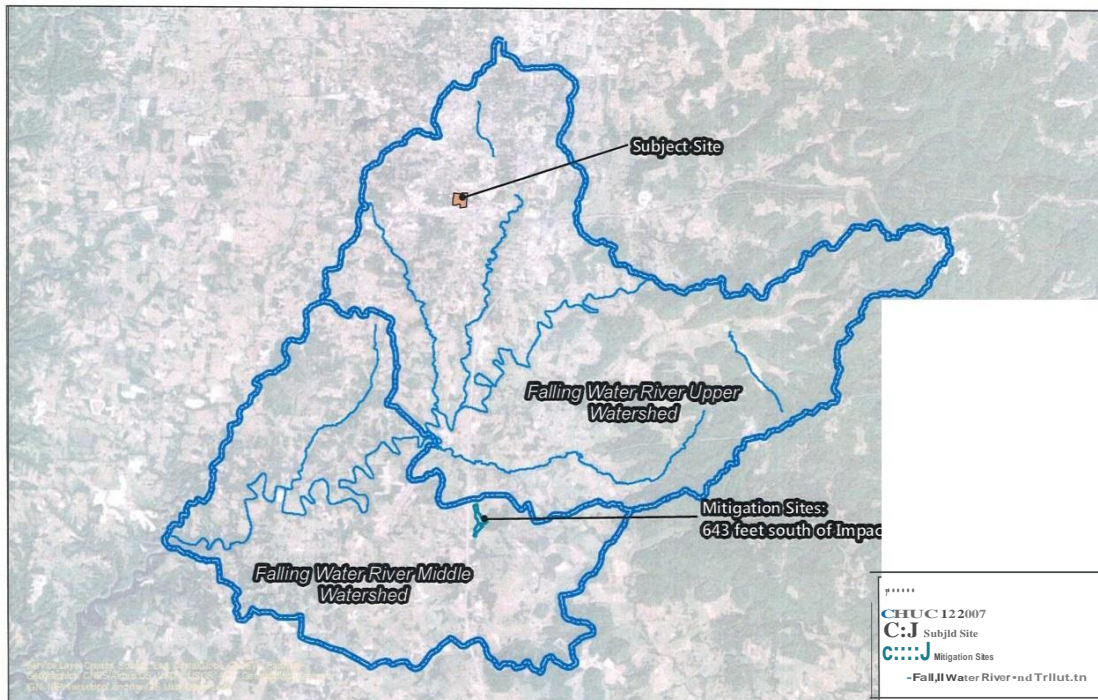 Subject Site
Falling Water River Upper
Watershed
Mitigation Sites:
643 feet south of Impac
Falling Water River Middle
Watershed
CHUC 122007
C:J Subjld Site
c::::J Mitigation Sites
-Fall,ll Water River•nd Trllut.tn